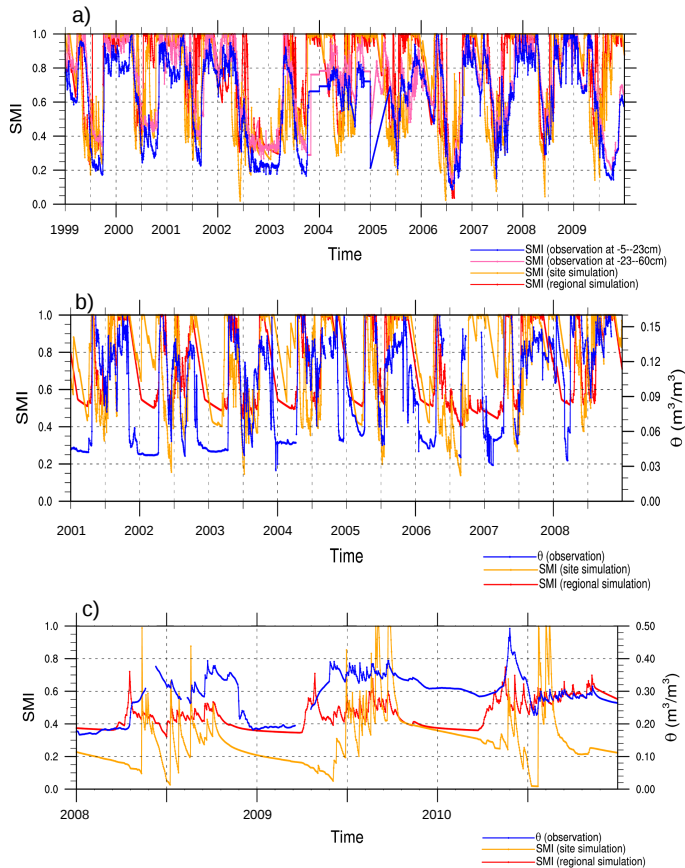 a)
SMI
1.0
0.8
0.6
0.4
0.2
0.0
1999 2000 2001 2002 2003 2004 2005 2006 2007 2008 2009
Time
SMI (observation at -5--23cm)
SMI (observation at -23--60cm)
SMI (site simulation)
SMI (regional simulation)
b)
SMI
1.0
0.8
0.6
0.4
0.2
0.0
0.15
0.12
0.09
0.06
0.03
0.00
θ (m³/m³)
2001 2002 2003 2004 2005 2006 2007 2008
Time
θ (observation)
SMI (site simulation)
SMI (regional simulation)
c)
SMI
1.0
0.8
0.6
0.4
0.2
0.0
0.50
0.40
0.30
0.20
0.10
0.00
θ (m³/m³)
2008 2009 2010
Time
θ (observation)
SMI (site simulation)
SMI (regional simulation)